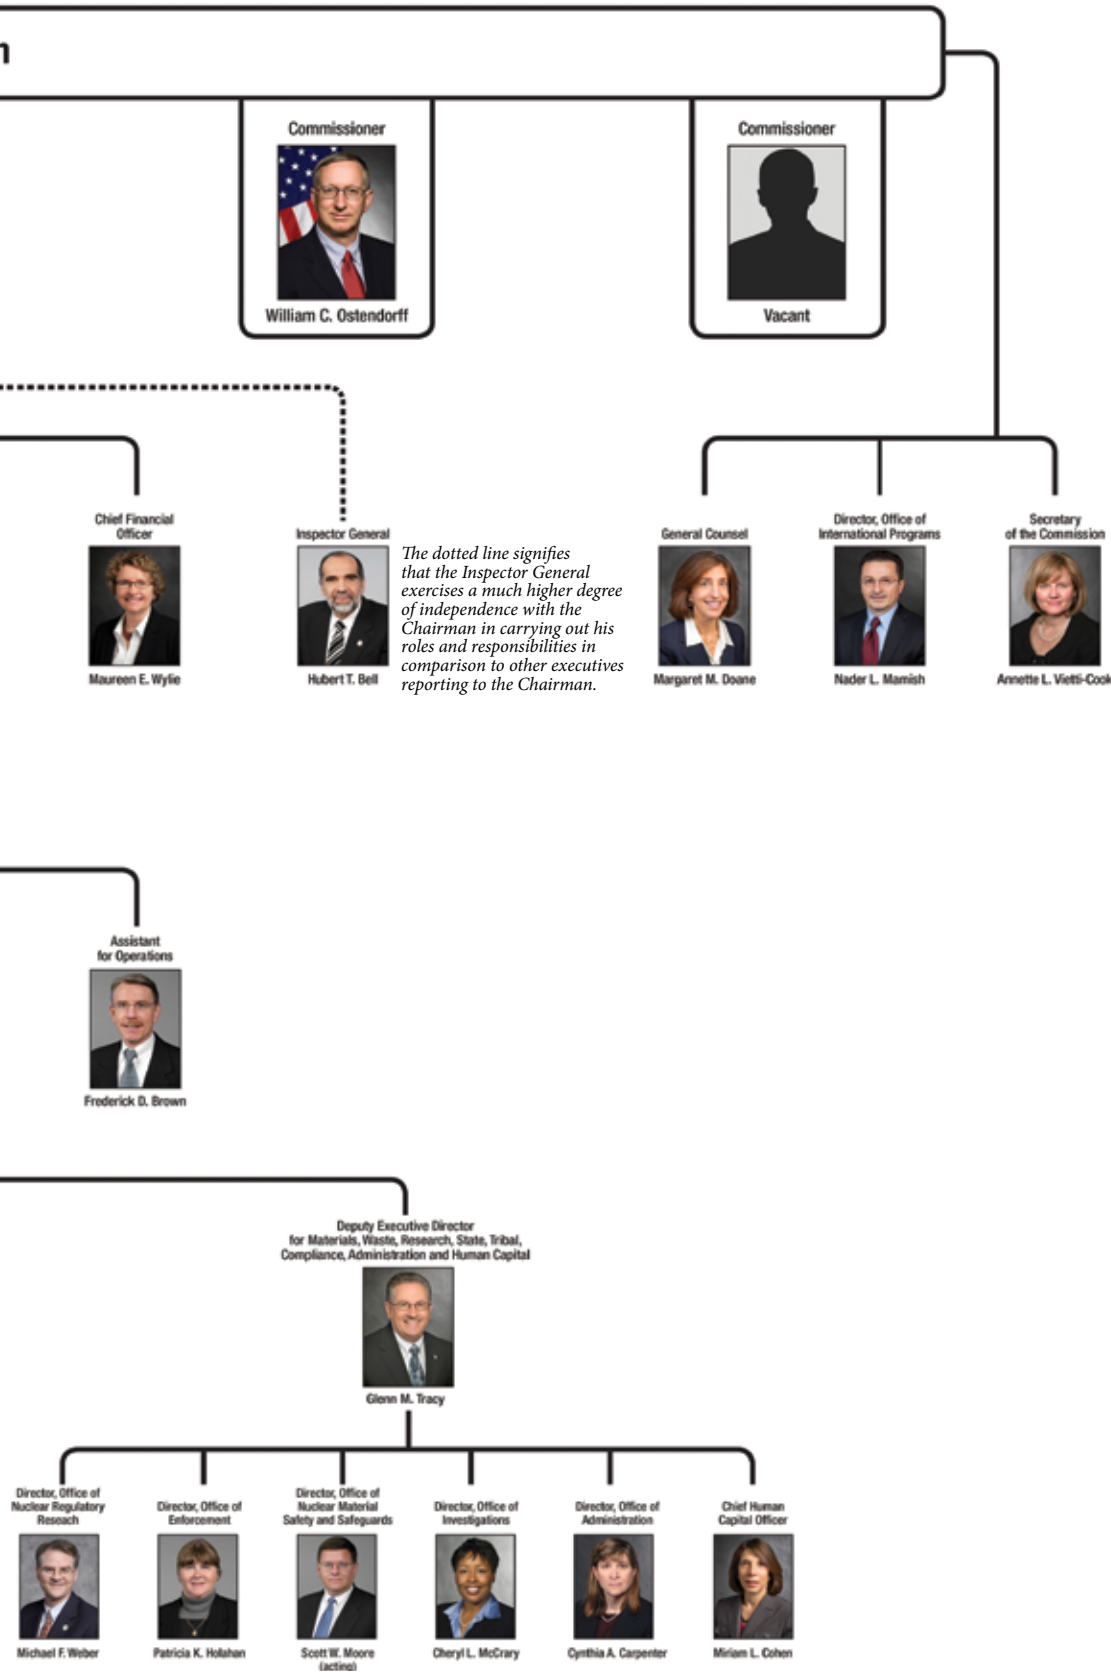 n
Commissioner
William C. Ostendorff
Commissioner
Vacant
Chief Financial
Officer
Maureen E. Wylie
Inspector General
Hubert T. Bell
The dotted line signifies
that the Inspector General
exercises a much higher degree
of independence with the
Chairman in carrying out his
roles and responsibilities in
comparison to other executives
reporting to the Chairman.
General Counsel
Margaret M. Doane
Director, Office of
International Programs
Nader L. Mamish
Secretary
of the Commission
Annette L. Vietti-Cook
Assistant
for Operations
Frederick D. Brown
Deputy Executive Director
for Materials, Waste, Research, State, Tribal,
Compliance, Administration and Human Capital
Glenn M. Tracy
Director, Office of
Nuclear Regulatory
Reseach
Michael F. Weber
Director, Office of
Enforcement
Patricia K. Holahan
Director, Office of
Nuclear Material
Safety and Safeguards
Scott W. Moore
(acting)
Director, Office of
Investigations
Cheryl L. McCrary
Director, Office of
Administration
Cynthia A. Carpenter
Chief Human
Capital Officer
Miriam L. Cohen